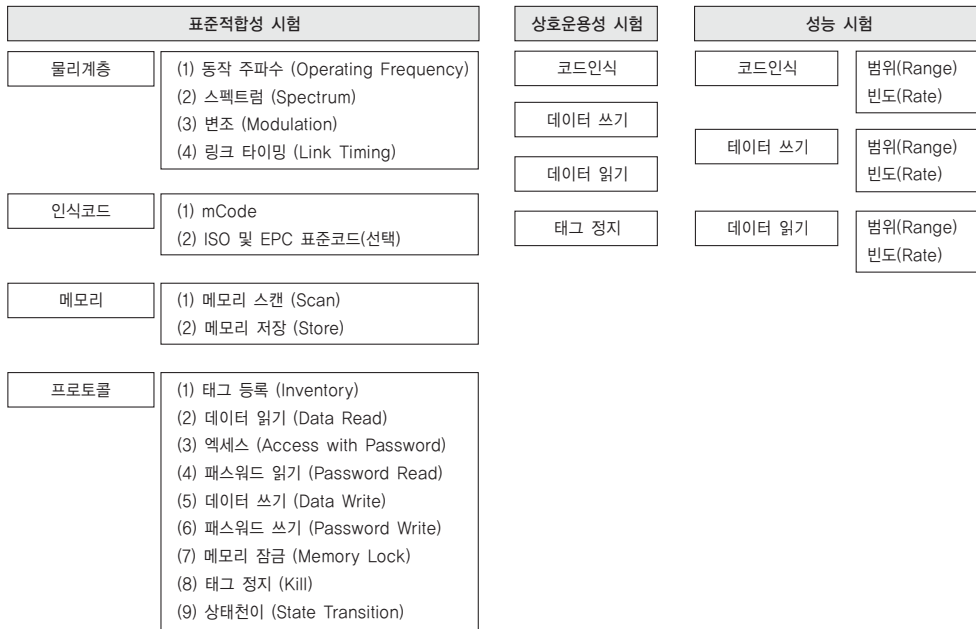 표준적합성 시험
물리계층
(1) 동작 주파수 (Operating Frequency)
(2) 스펙트럼 (Spectrum)
(3) 변조 (Modulation)
(4) 링크 타이밍 (Link Timing)
인식코드
(1) mCode
(2) ISO 및 EPC 표준코드(선택)
메모리
(1) 메모리 스캔 (Scan)
(2) 메모리 저장 (Store)
프로토콜
(1) 태그 등록 (Inventory)
(2) 데이터 읽기 (Data Read)
(3) 엑세스 (Access with Password)
(4) 패스워드 읽기 (Password Read)
(5) 데이터 쓰기 (Data Write)
(6) 패스워드 쓰기 (Password Write)
(7) 메모리 잠금 (Memory Lock)
(8) 태그 정지 (Kill)
(9) 상태천이 (State Transition)
상호운용성 시험
코드인식
데이터 쓰기
데이터 읽기
태그 정지
성능 시험
코드인식
범위(Range)
빈도(Rate)
테이터 쓰기
범위(Range)
빈도(Rate)
데이터 읽기
범위(Range)
빈도(Rate)